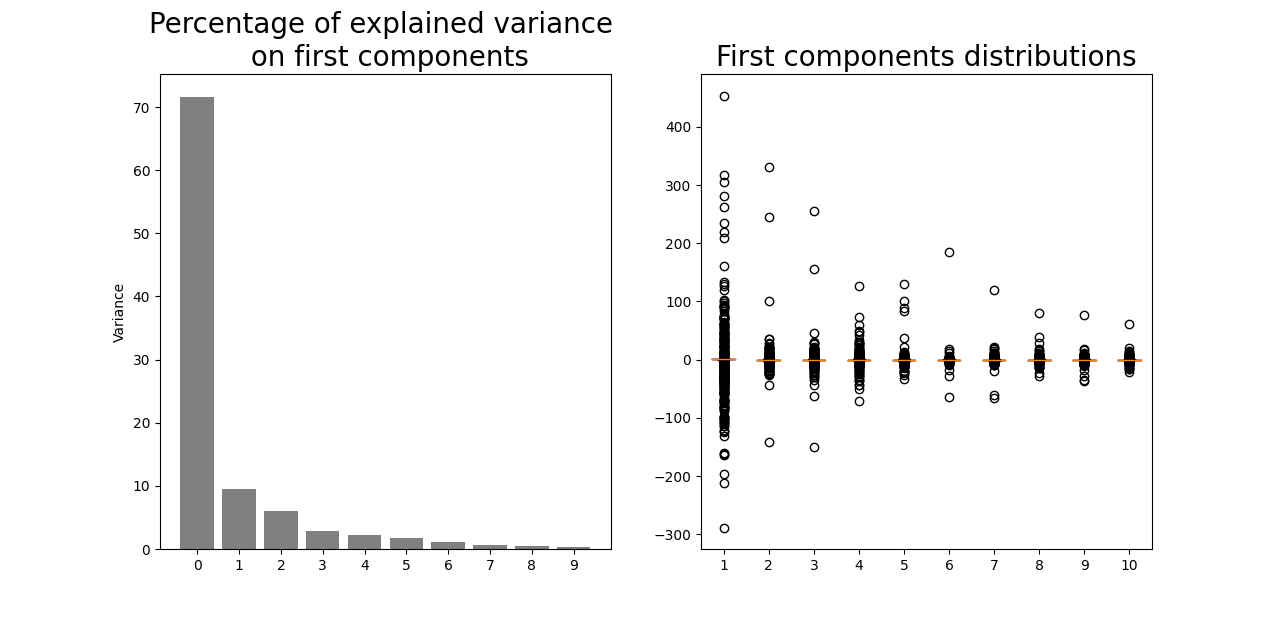 Percentage of explained variance
on first components
Variance
70
60
50
40
30
20
10
0
0 1 2 3 4 5 6 7 8 9
First components distributions
400
300
200
100
0
−100
−200
−300
1 2 3 4 5 6 7 8 9 10